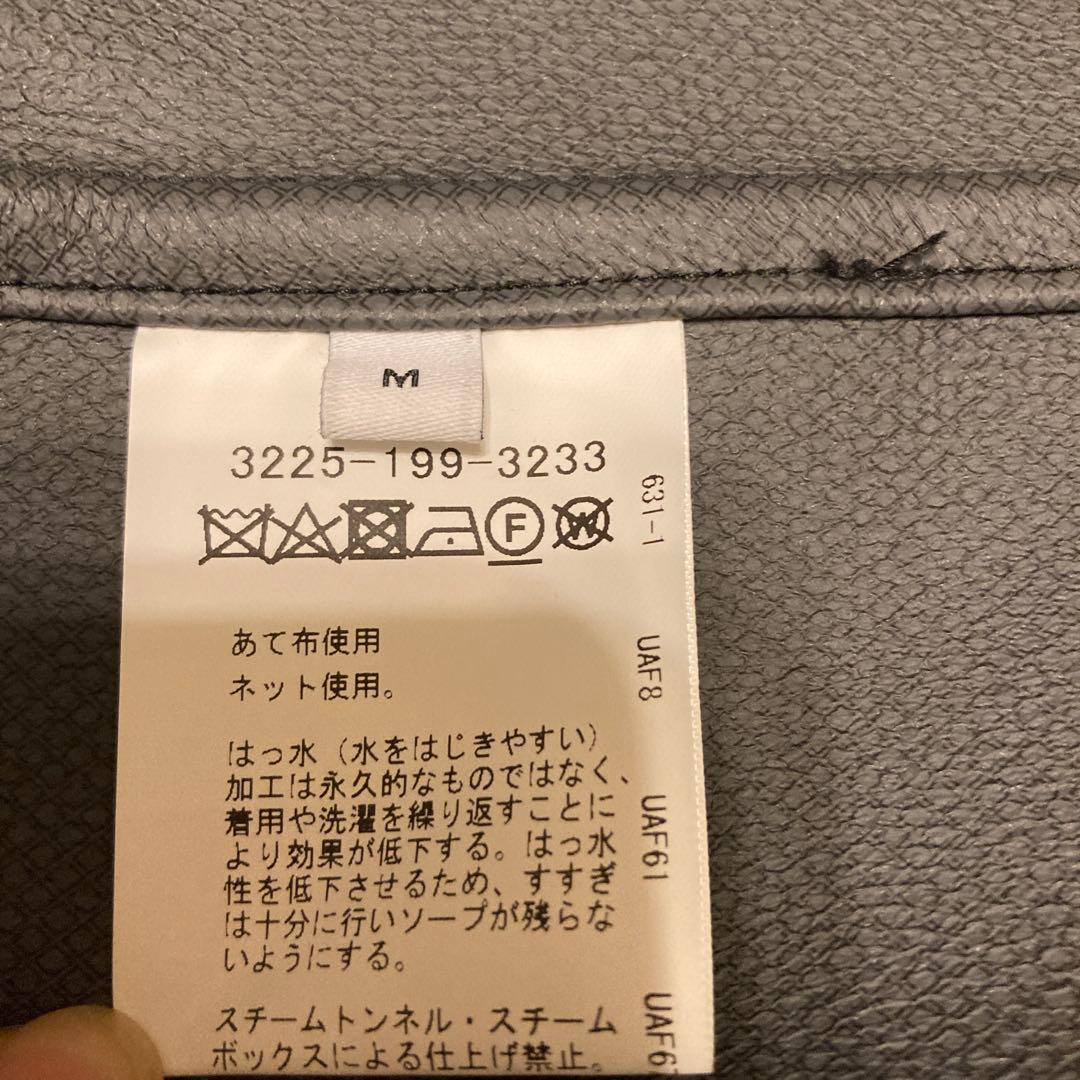 M
3225-199-3233
F
W
631-1
あて布使用
ネット使用。
UAF8
はっ水（水をはじきやすい）
加工は永久的なものではなく、
着用や洗濯を繰り返すことに
より効果が低下する。はっ水
性を低下させるため、すすぎ
は十分に行いソープが残らな
いようにする。
UAF61
スチームトンネル・スチーム
ボックスによる仕上げ禁止。